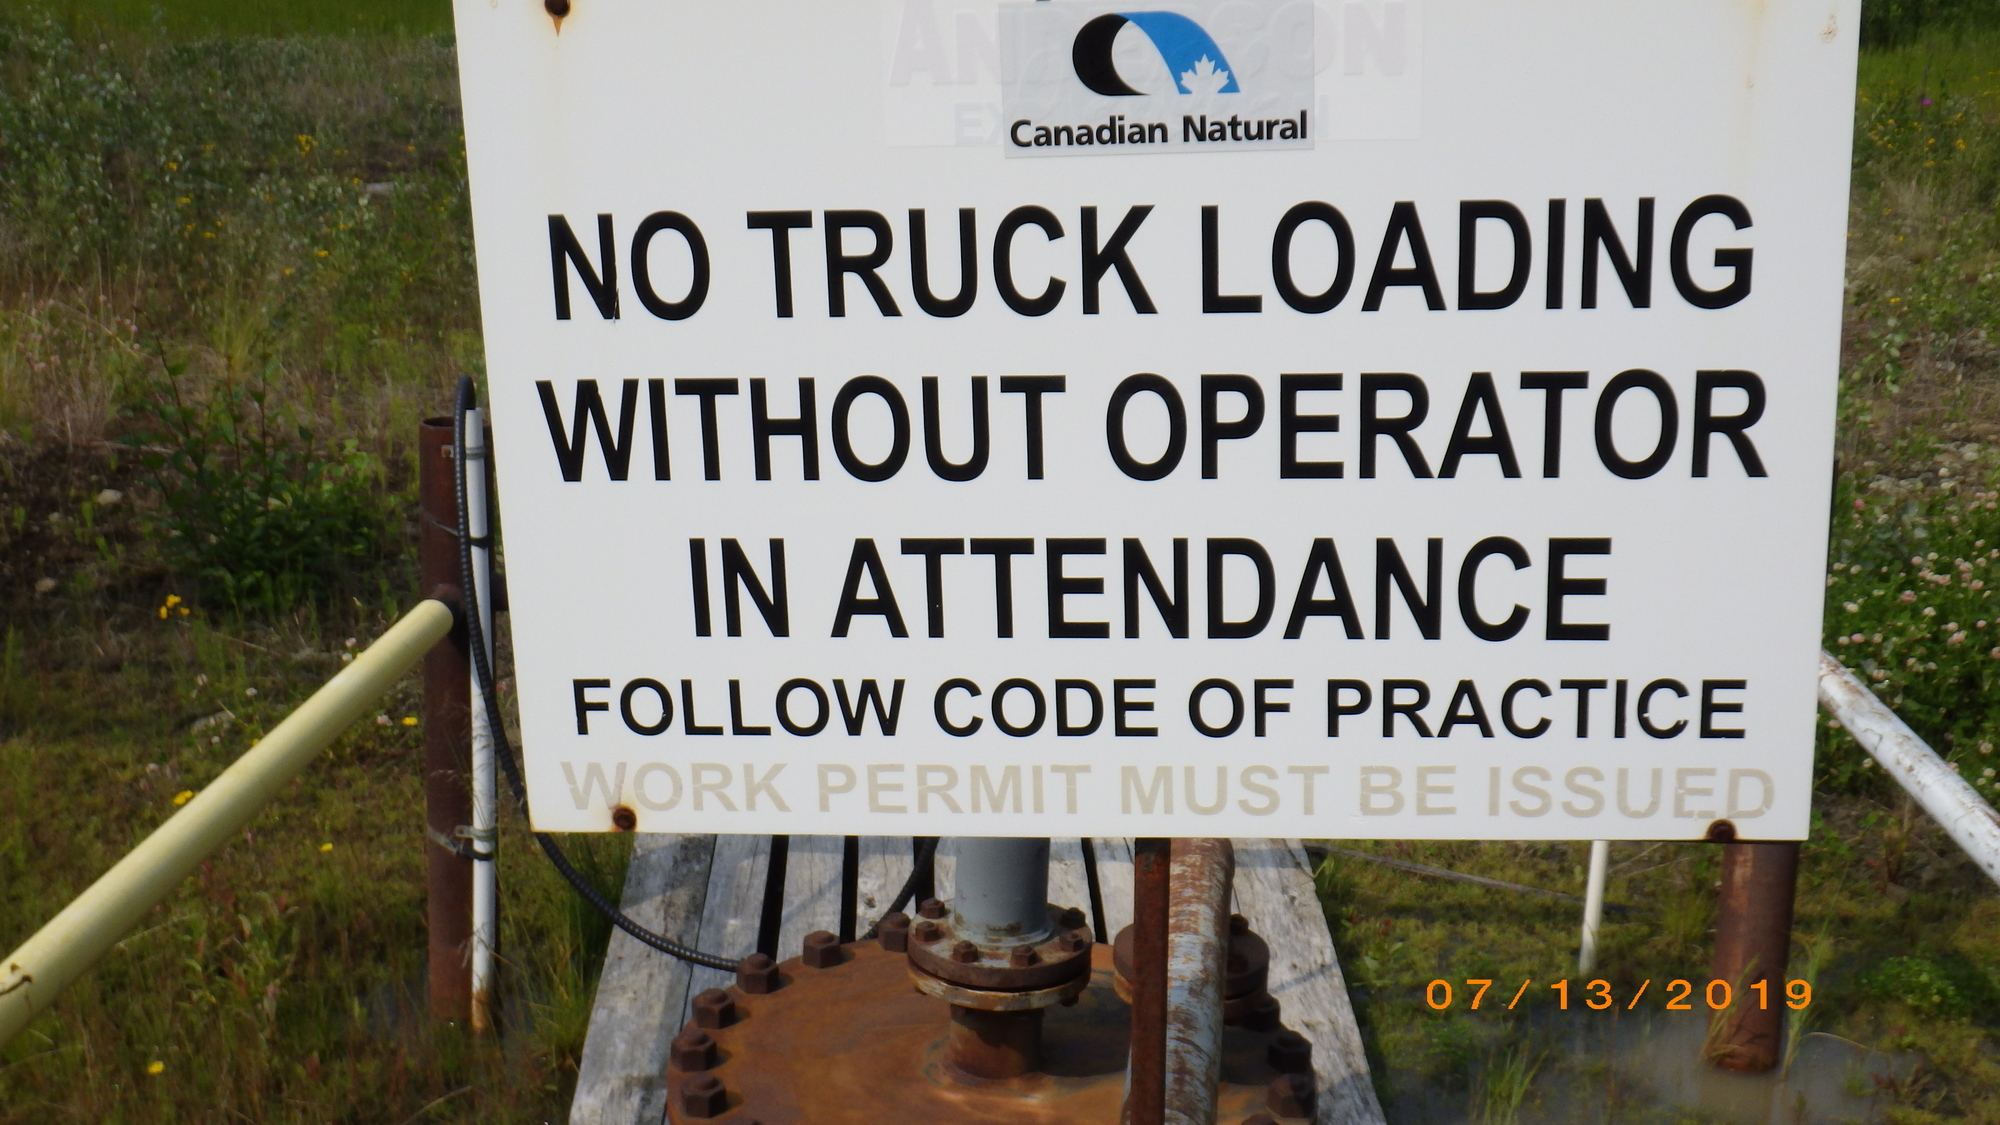 ANDERSON
Canadian Natural
NO TRUCK LOADING
WITHOUT OPERATOR
IN ATTENDANCE
FOLLOW CODE OF PRACTICE
WORK PERMIT MUST BE ISSUED
07/13/2019